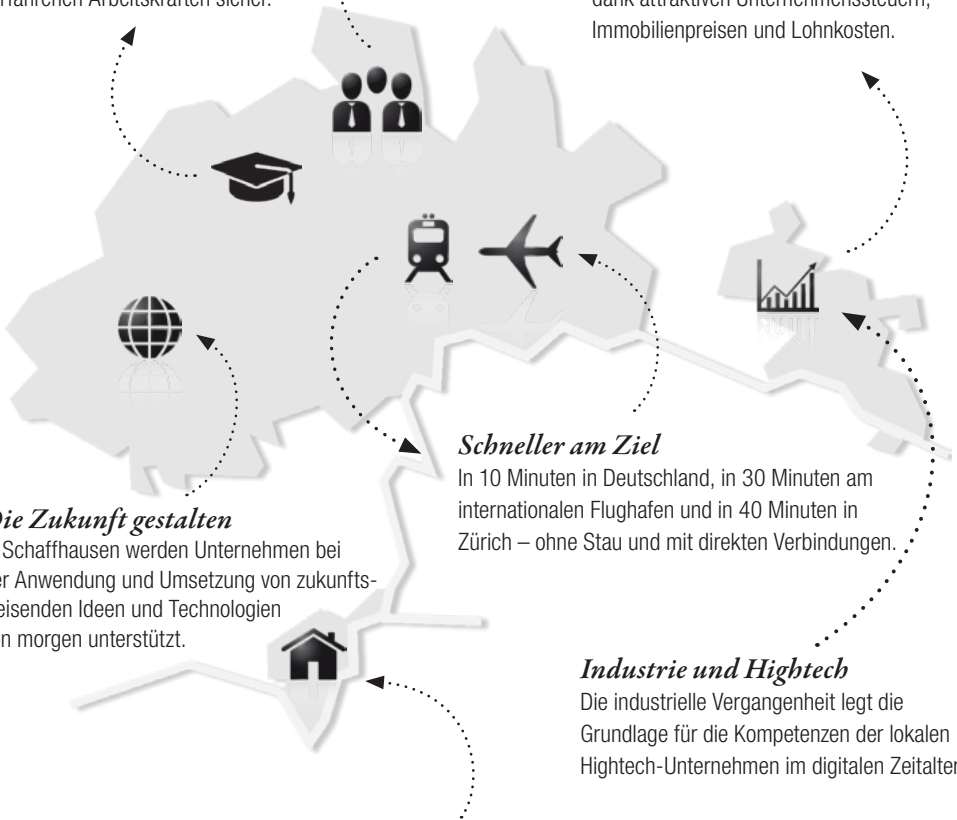 erfahrenen Arbeitskräften sicher.
dank attraktiven Unternehmenssteuern,
Immobilienpreisen und Lohnkosten.
Schneller am Ziel
In 10 Minuten in Deutschland, in 30 Minuten am
internationalen Flughafen und in 40 Minuten in
Zürich – ohne Stau und mit direkten Verbindungen.
Die Zukunft gestalten
Schaffhausen werden Unternehmen bei
er Anwendung und Umsetzung von zukunfts-
eisenden Ideen und Technologien
on morgen unterstützt.
Industrie und Hightech
Die industrielle Vergangenheit legt die
Grundlage für die Kompetenzen der lokalen
Hightech-Unternehmen im digitalen Zeitalter